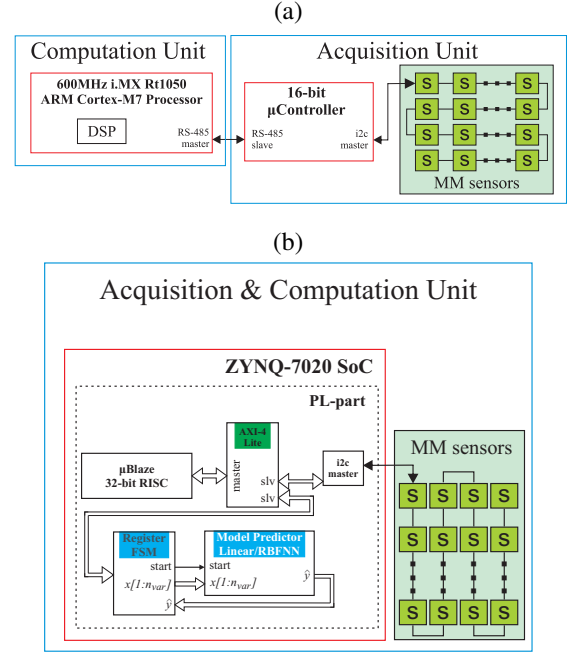 (a)
Computation Unit
Acquisition Unit
600MHz i.MX Rt1050
ARM Cortex-M7 Processor
DSP
RS-485
master
16-bit
µController
RS-485
slave
i2c
master
S S S
S S S
S S S
S S S
MM sensors
(b)
Acquisition & Computation Unit
ZYNQ-7020 SoC
PL-part
AXI-4
Lite
µBlaze
32-bit RISC
master
slv
slv
i2c
master
MM sensors
S S S S
S S S S
S S S S
Register
FSM
start
x[1:nvar]
ŷ
Model Predictor
Linear/RBFNN
start
x[1:nvar]
ŷ